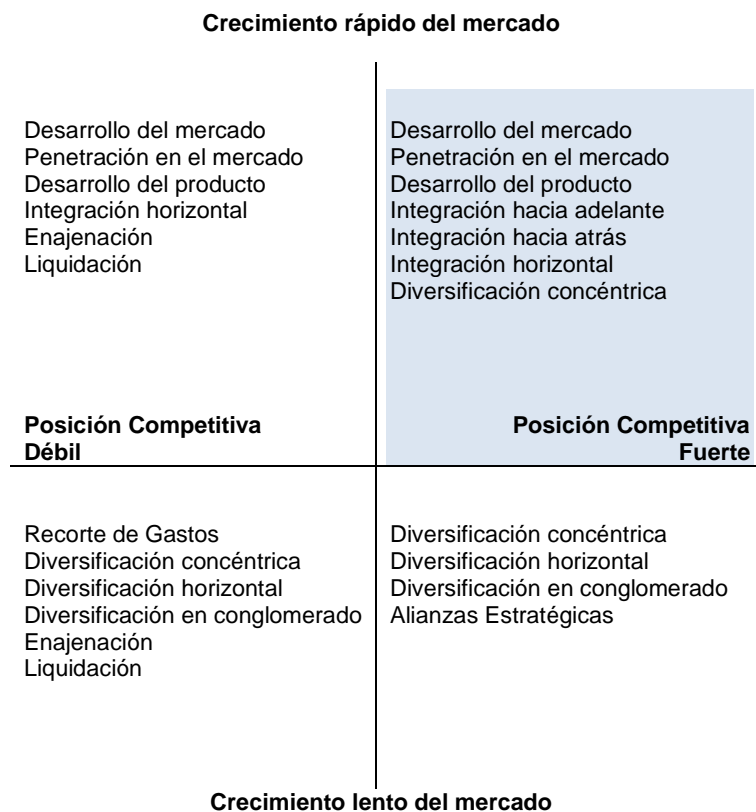 Crecimiento rápido del mercado
Desarrollo del mercado
Penetración en el mercado
Desarrollo del producto
Integración horizontal
Enajenación
Liquidación
Desarrollo del mercado
Penetración en el mercado
Desarrollo del producto
Integración hacia adelante
Integración hacia atrás
Integración horizontal
Diversificación concéntrica
Posición Competitiva
Débil
Posición Competitiva
Fuerte
Recorte de Gastos
Diversificación concéntrica
Diversificación horizontal
Diversificación en conglomerado
Enajenación
Liquidación
Diversificación concéntrica
Diversificación horizontal
Diversificación en conglomerado
Alianzas Estratégicas
Crecimiento lento del mercado